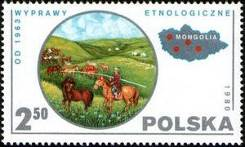 OD 1963 WYPRAWY ETNOLOGICZNE
MONGOLIA
1980
2.50 POLSKA